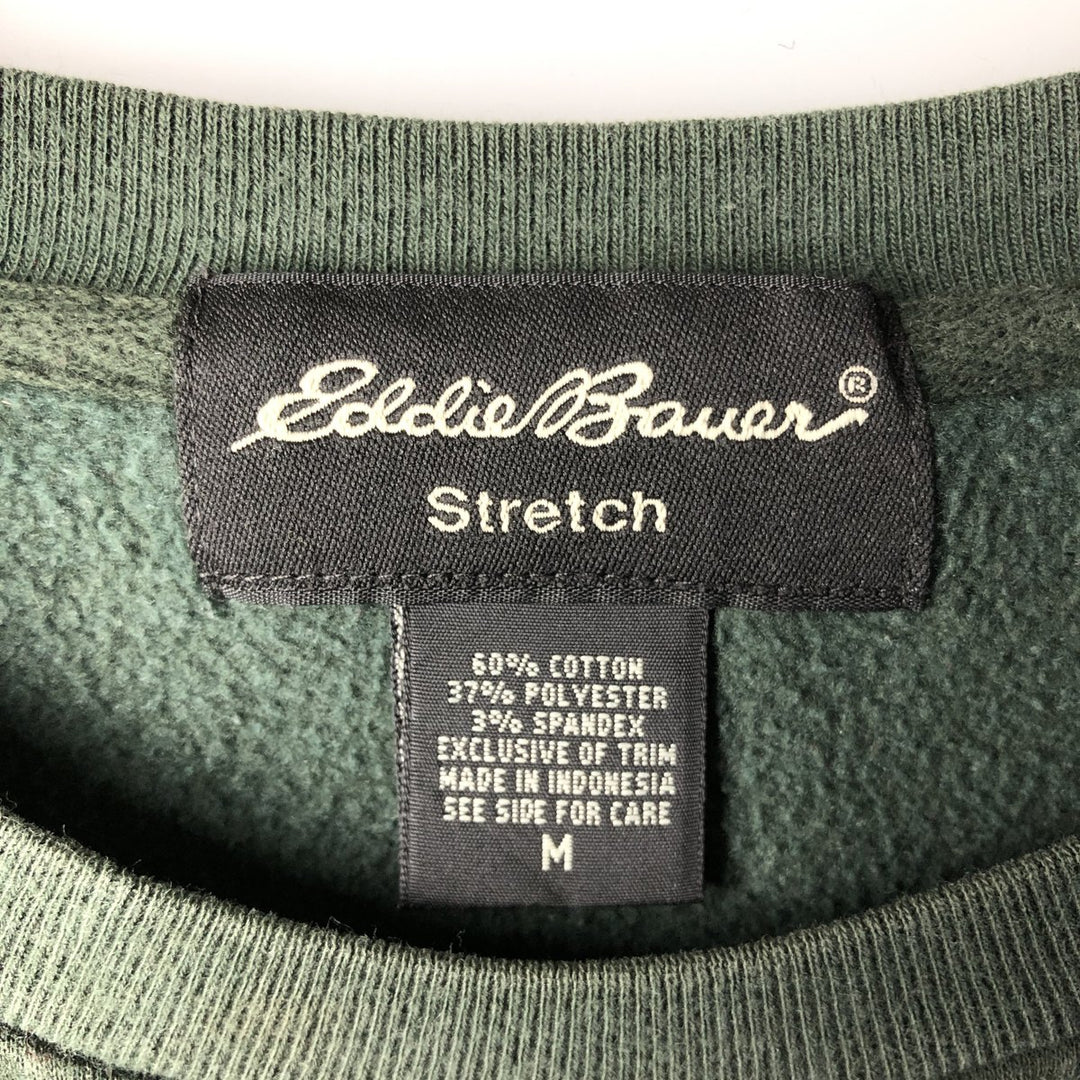 Eddie Bauer®
Stretch
60% COTTON
37% POLYESTER
3% SPANDEX
EXCLUSIVE OF TRIM
MADE IN INDONESIA
SEE SIDE FOR CARE
M